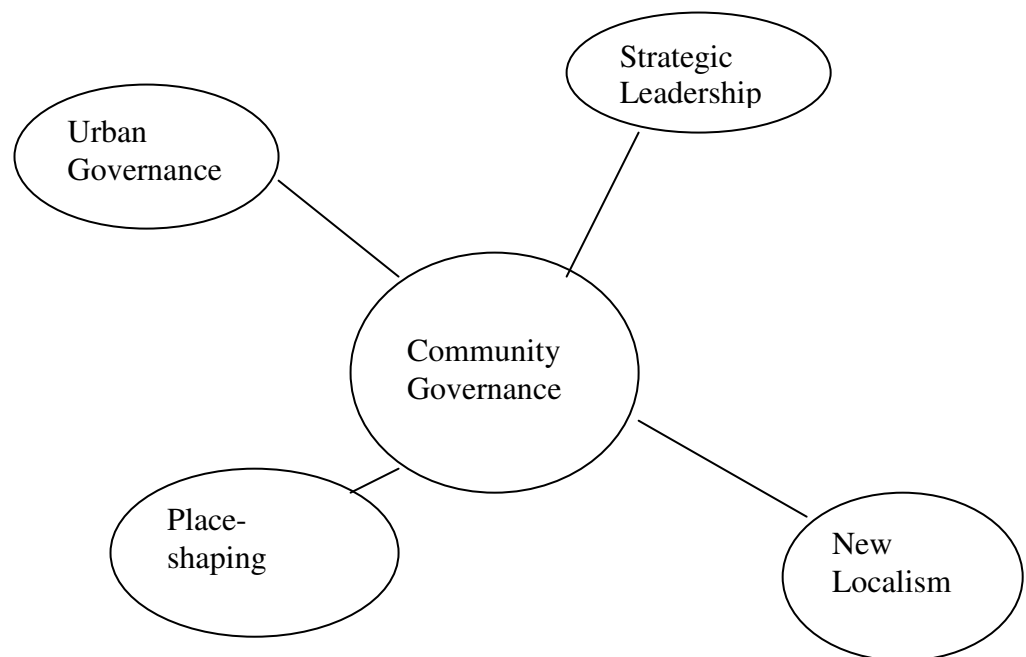 Strategic
Leadership
Urban
Governance
Community
Governance
Place-
shaping
New
Localism